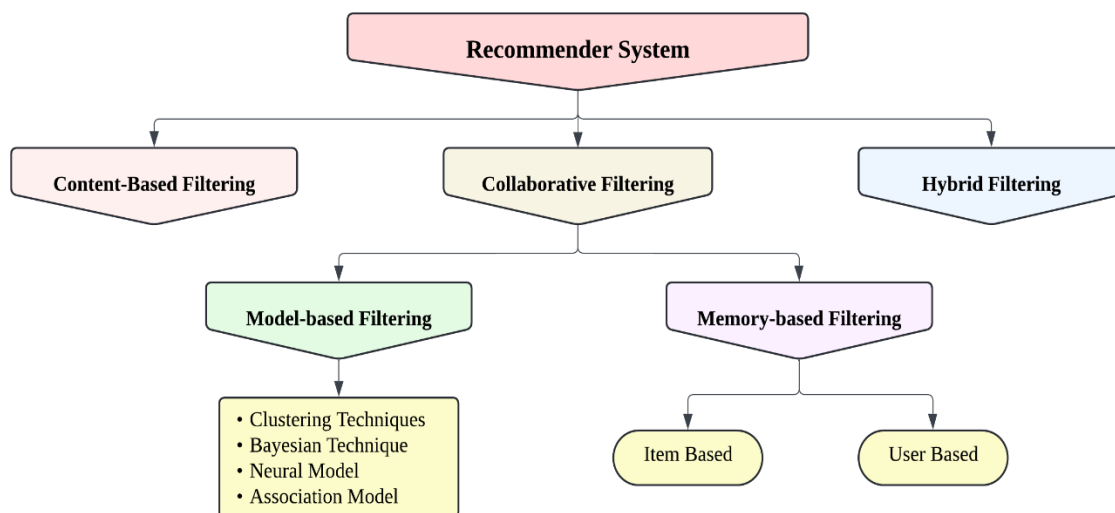 Recommender System
Content-Based Filtering
Collaborative Filtering
Hybrid Filtering
Model-based Filtering
Memory-based Filtering
• Clustering Techniques
• Bayesian Technique
• Neural Model
• Association Model
Item Based
User Based